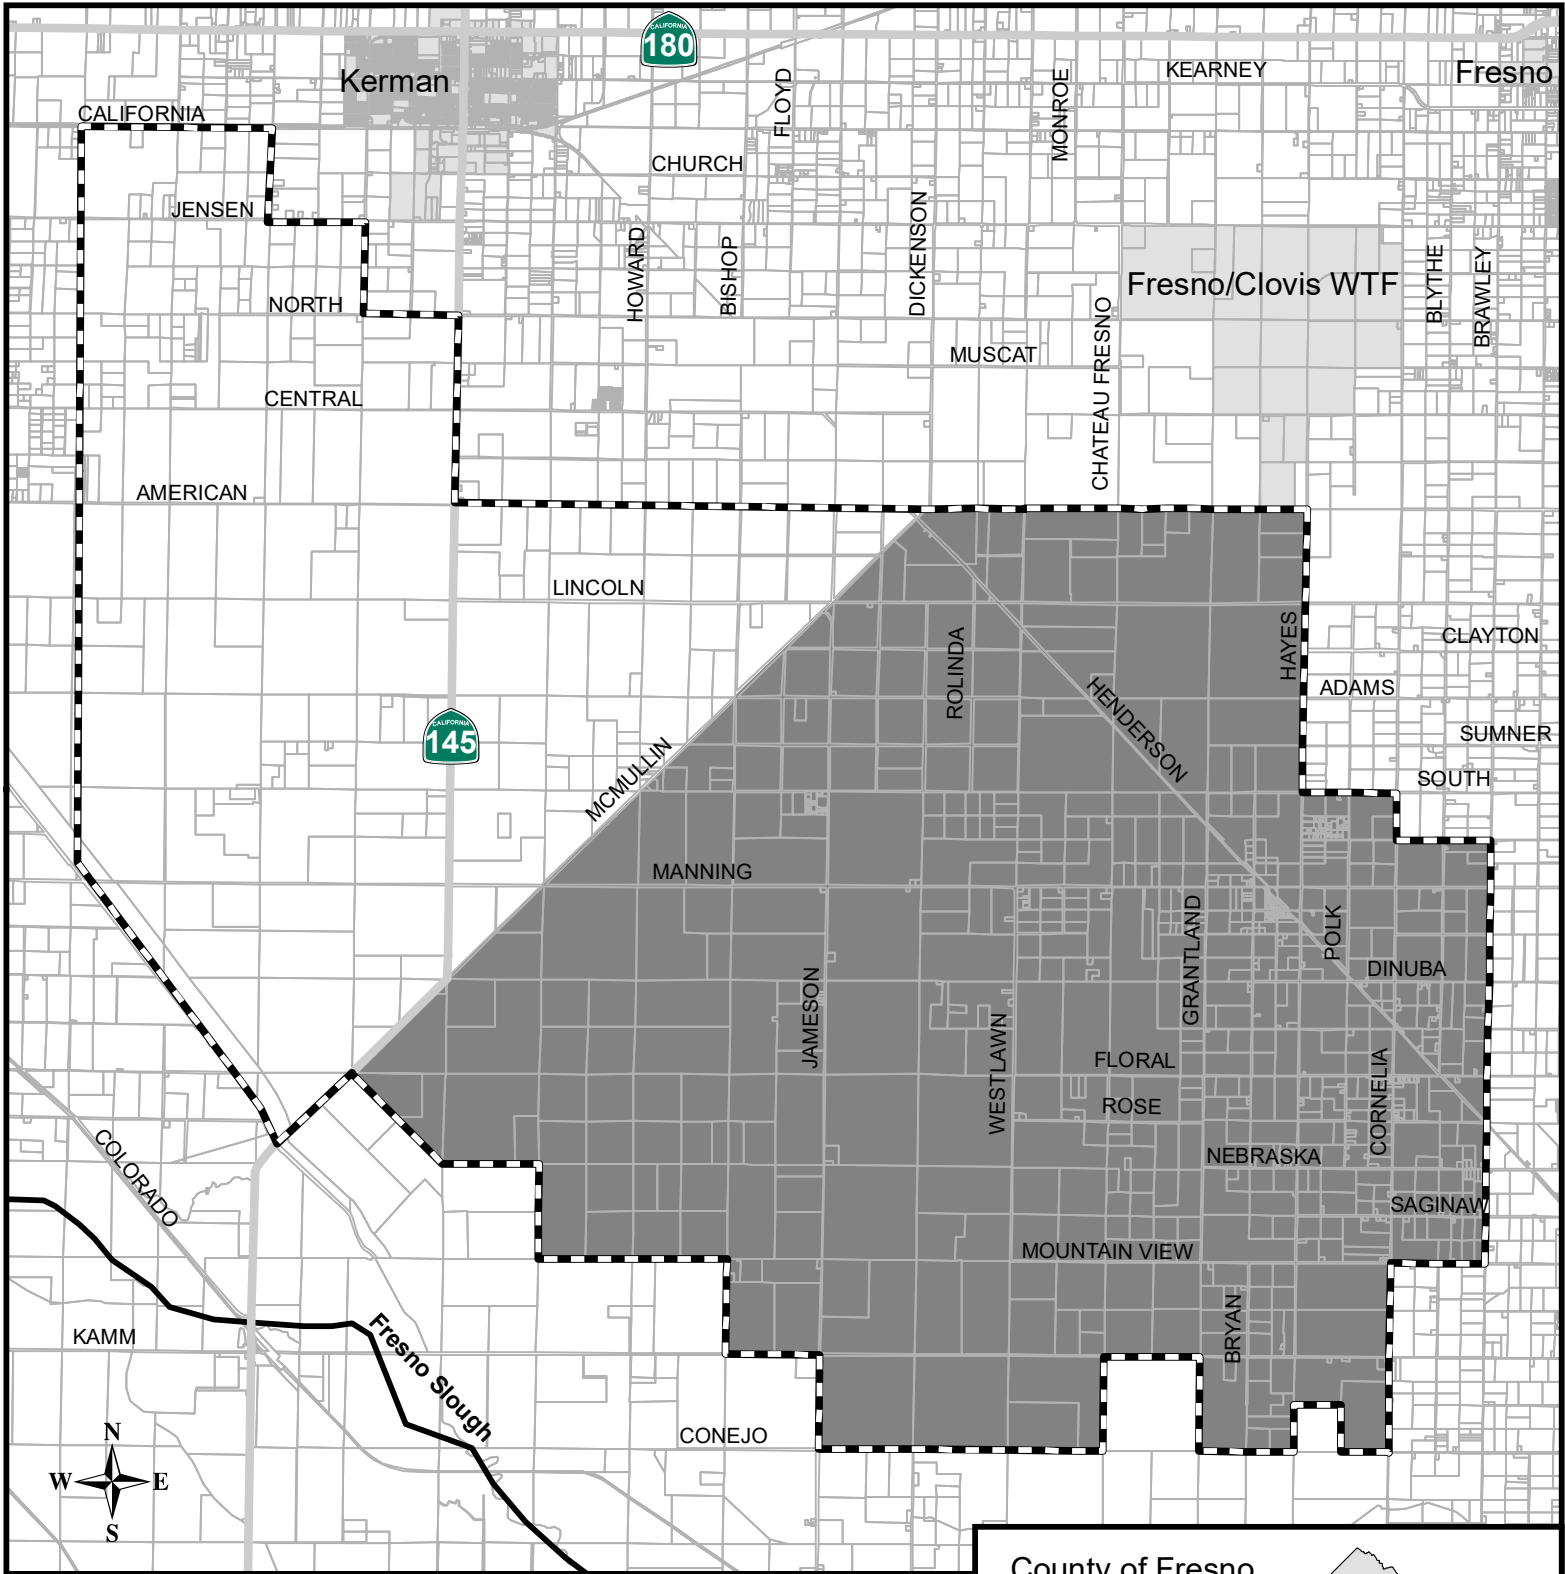 CALIFORNIA
180
KEARNEY
Fresno
Kerman
FLOYD
MONROE
CALIFORNIA
CHURCH
JENSEN
DICKENSON
HOWARD
BISHOP
Fresno/Clovis WTF
BLYTHE
BRAWLEY
NORTH
MUSCAT
CHATEAU FRESNO
CENTRAL
AMERICAN
LINCOLN
ROLINDA
HAYES
CLAYTON
ADAMS
HENDERSON
CALIFORNIA
145
SUMNER
MCMULLIN
SOUTH
MANNING
GRANTLAND
POLK
DINUBA
JAMESON
WESTLAWN
FLORAL
CORNELIA
ROSE
COLORADO
NEBRASKA
SAGINAW
MOUNTAIN VIEW
BRYAN
KAMM
Fresno Slough
CONEJO
N
W
E
S
County of Fresno